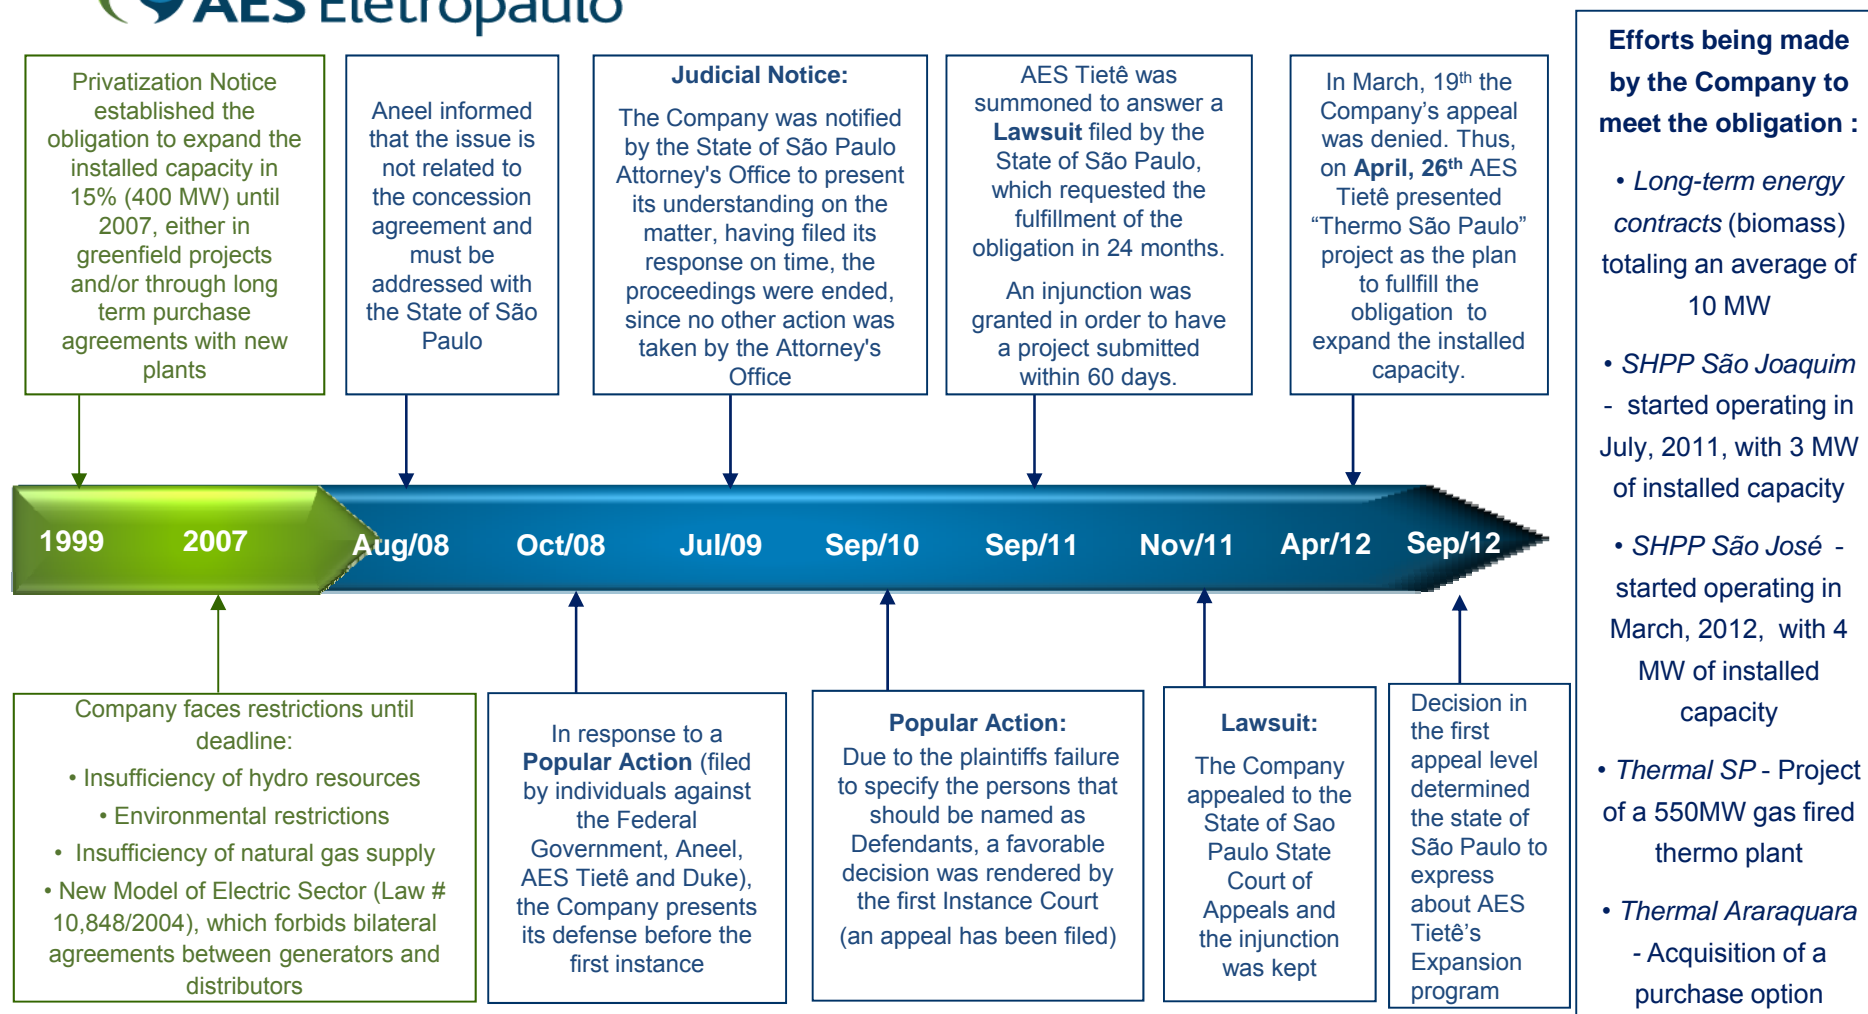 AES Eletropaulo
Privatization Notice
established the
obligation to expand the
installed capacity in
15% (400 MW) until
2007, either in
greenfield projects
and/or through long
term purchase
agreements with new
plants
Aneel informed
that the issue is
not related to
the concession
agreement and
must be
addressed with
the State of São
Paulo
Judicial Notice:
The Company was notified
by the State of São Paulo
Attorney's Office to present
its understanding on the
matter, having filed its
response on time, the
proceedings were ended,
since no other action was
taken by the Attorney's
Office
AES Tietê was
summoned to answer a
Lawsuit filed by the
State of São Paulo,
which requested the
fulfillment of the
obligation in 24 months.
An injunction was
granted in order to have
a project submitted
within 60 days.
In March, 19th the
Company’s appeal
was denied. Thus,
on April, 26th AES
Tietê presented
“Thermo São Paulo”
project as the plan
to fullfill the
obligation to
expand the installed
capacity.
1999 2007 Aug/08 Oct/08 Jul/09 Sep/10 Sep/11 Nov/11 Apr/12 Sep/12
Company faces restrictions until
deadline:
• Insufficiency of hydro resources
• Environmental restrictions
• Insufficiency of natural gas supply
• New Model of Electric Sector (Law #
10,848/2004), which forbids bilateral
agreements between generators and
distributors
In response to a
Popular Action (filed
by individuals against
the Federal
Government, Aneel,
AES Tietê and Duke),
the Company presents
its defense before the
first instance
Popular Action:
Due to the plaintiffs failure
to specify the persons that
should be named as
Defendants, a favorable
decision was rendered by
the first Instance Court
(an appeal has been filed)
Lawsuit:
The Company
appealed to the
State of Sao
Paulo State
Court of
Appeals and
the injunction
was kept
Decision in
the first
appeal level
determined
the state of
São Paulo to
express
about AES
Tietê’s
Expansion
program
Efforts being made
by the Company to
meet the obligation :
• Long-term energy
contracts (biomass)
totaling an average of
10 MW
• SHPP São Joaquim
- started operating in
July, 2011, with 3 MW
of installed capacity
• SHPP São José -
started operating in
March, 2012, with 4
MW of installed
capacity
• Thermal SP - Project
of a 550MW gas fired
thermo plant
• Thermal Araraquara
- Acquisition of a
purchase option